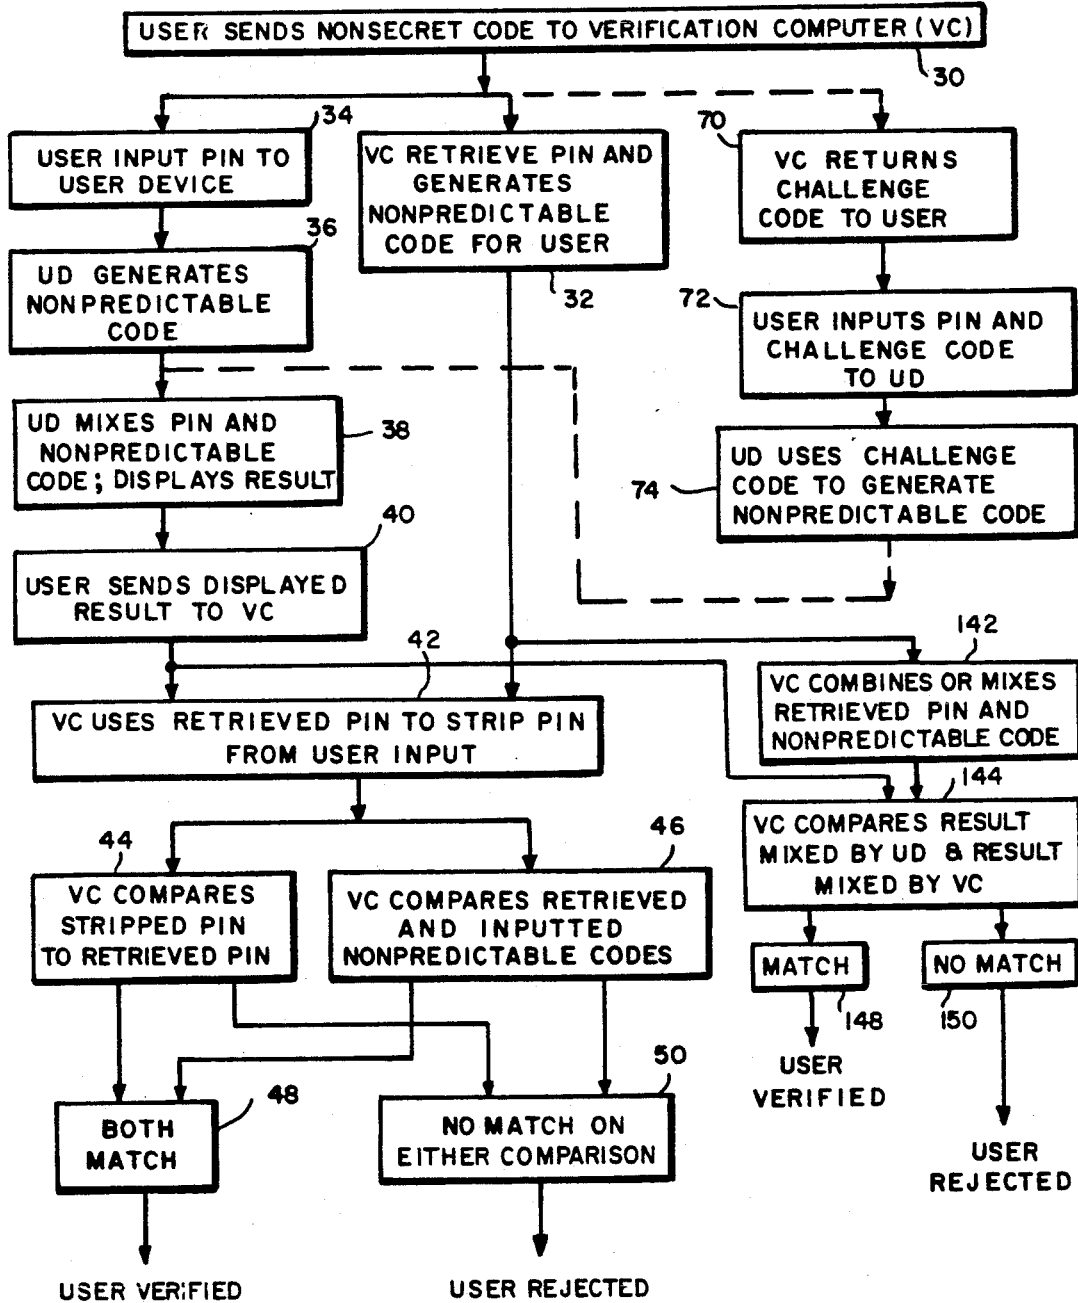 USER SENDS NONSECRET CODE TO VERIFICATION COMPUTER (VC)
30
34
USER INPUT PIN TO
USER DEVICE
VC RETRIEVE PIN AND
GENERATES
NONPREDICTABLE
CODE FOR USER
32
70
VC RETURNS
CHALLENGE
CODE TO USER
36
UD GENERATES
NONPREDICTABLE
CODE
72
USER INPUTS PIN AND
CHALLENGE CODE
TO UD
UD MIXES PIN AND
NONPREDICTABLE
CODE; DISPLAYS RESULT
38
74
UD USES CHALLENGE
CODE TO GENERATE
NONPREDICTABLE CODE
40
USER SENDS DISPLAYED
RESULT TO VC
42
VC USES RETRIEVED PIN TO STRIP PIN
FROM USER INPUT
142
VC COMBINES OR MIXES
RETRIEVED PIN AND
NONPREDICTABLE CODE
144
VC COMPARES RESULT
MIXED BY UD & RESULT
MIXED BY VC
44
VC COMPARES
STRIPPED PIN
TO RETRIEVED PIN
46
VC COMPARES RETRIEVED
AND INPUTTED
NONPREDICTABLE CODES
MATCH
148
NO MATCH
150
USER
VERIFIED
USER
REJECTED
48
BOTH
MATCH
50
NO MATCH ON
EITHER COMPARISON
USER VERIFIED
USER REJECTED